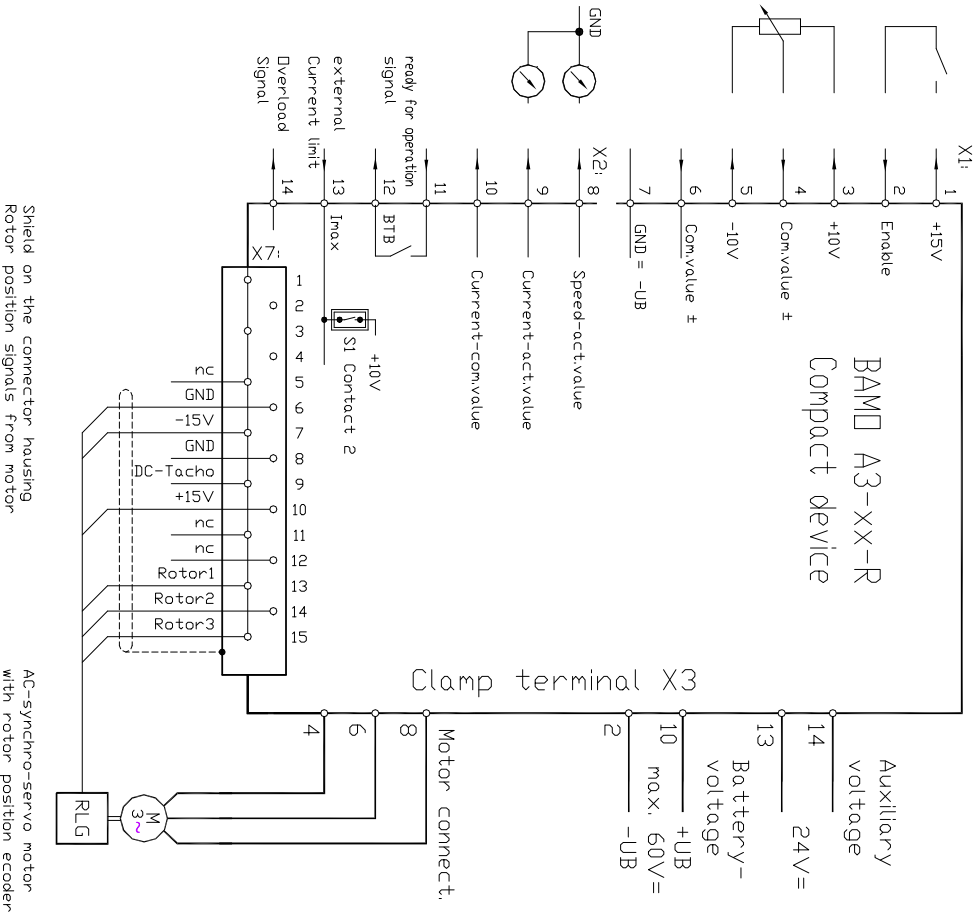 X1:
1
2
3
4
5
6
7
+15V
Enable
+10V
Com.value ±
-10V
Com.value ±
GND = -UB
GND
X2:
8
9
10
11
12
13
14
Speed-act.value
Current-act.value
Current-com.value
BTB
Imax
ready for operation
signal
external
Current limit
Overload
Signal
S1 Contact 2
+10V
BAMO A3-xx-R
Compact device
X7:
1
2
3
4
5
6
7
8
9
10
11
12
13
14
15
nc
GND
-15V
GND
DC-Tacho
+15V
nc
nc
Rotor1
Rotor2
Rotor3
Shield on the connector hausing
Rotor position signals from motor
Clamp terminal X3
14
13
10
2
8
6
4
Auxiliary
voltage
24V=
Battery-
voltage
+UB
max. 60V=
-UB
Motor connect.
M
3~
RLG
AC-synchro-servo motor
with rotor position ecoder